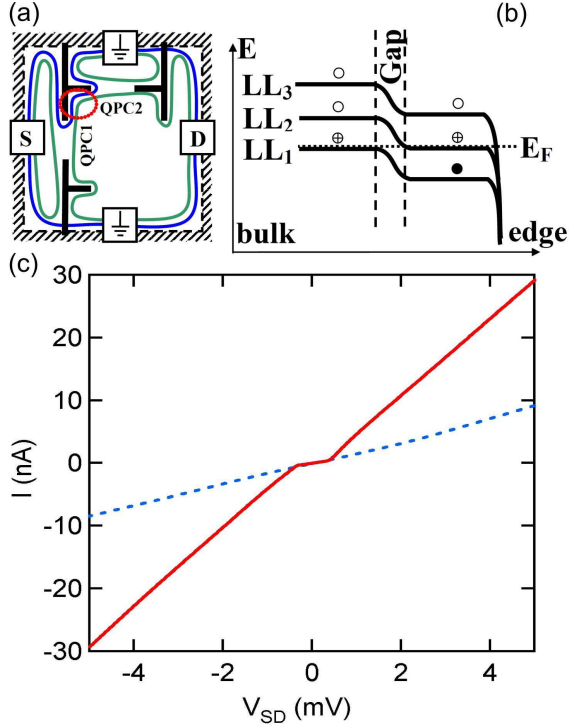 (a)
S
D
QPC1
QPC2
(b)
E
Gap
LL3
LL2
LL1
EF
bulk
edge
(c)
30
20
10
0
-10
-20
-30
I (nA)
-4
-2
0
2
4
VSD (mV)